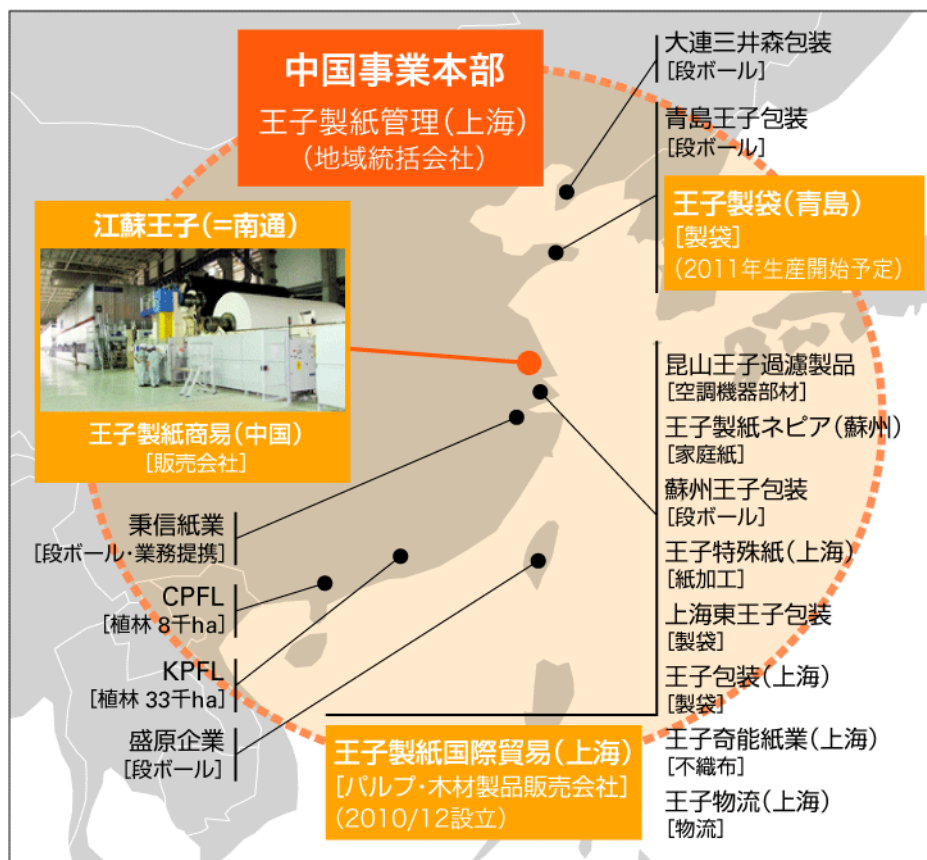 中国事業本部
王子製紙管理(上海)
(地域統括会社)
大連三井森包装
[段ボール]
青島王子包装
[段ボール]
王子製袋(青島)
[製袋]
(2011年生産開始予定)
江蘇王子(=南通)
王子製紙商易(中国)
[販売会社]
昆山王子過濾製品
[空調機器部材]
王子製紙ネピア(蘇州)
[家庭紙]
蘇州王子包装
[段ボール]
王子特殊紙(上海)
[紙加工]
上海東王子包装
[製袋]
王子包装(上海)
[製袋]
王子奇能紙業(上海)
[不織布]
王子物流(上海)
[物流]
秉信紙業
[段ボール・業務提携]
CPFL
[植林 8千ha]
KPFL
[植林 33千ha]
盛原企業
[段ボール]
王子製紙国際貿易(上海)
[パルプ・木材製品販売会社]
(2010/12設立)